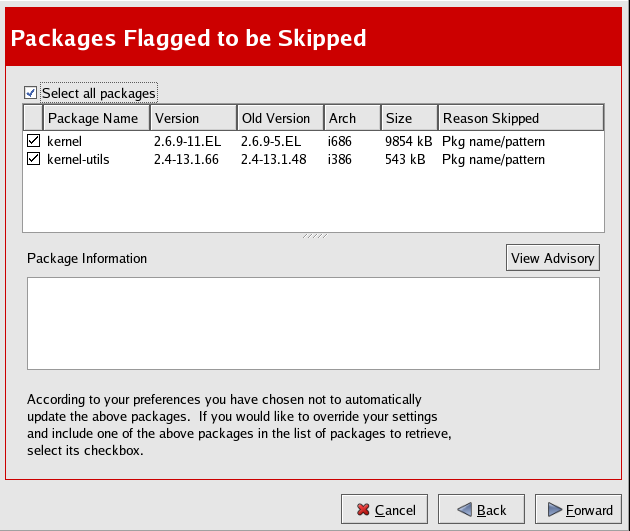 Packages Flagged to be Skipped
Select all packages
Package Name Version Old Version Arch Size Reason Skipped
kernel 2.6.9-11.EL 2.6.9-5.EL i686 9854 kB Pkg name/pattern
kernel-utils 2.4-13.1.66 2.4-13.1.48 i386 543 kB Pkg name/pattern
Package Information View Advisory
According to your preferences you have chosen not to automatically
update the above packages. If you would like to override your settings
and include one of the above packages in the list of packages to retrieve,
select its checkbox.
Cancel Back Forward